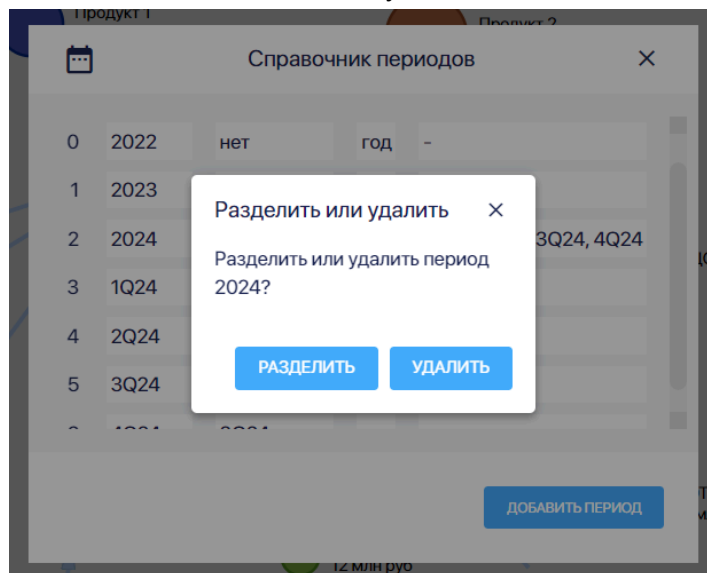 Продукт 1
Продукт 2
Справочник периодов
0 2022 нет год -
1 2023
2 2024 3Q24, 4Q24
3 1Q24
4 2Q24
5 3Q24
Разделить или удалить
Разделить или удалить период
2024?
РАЗДЕЛИТЬ УДАЛИТЬ
ДОБАВИТЬ ПЕРИОД
12 млн руб